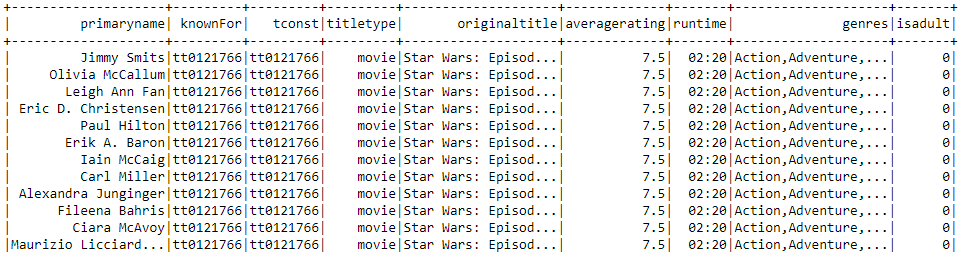 +--------------------+---------+---------+---------+--------------------+-------------+-------+--------------------+-------+
|         primaryname| knownFor|   tconst|titletype|       originaltitle|averagerating|runtime|              genres|isadult|
+--------------------+---------+---------+---------+--------------------+-------------+-------+--------------------+-------+
|         Jimmy Smits|tt0121766|tt0121766|    movie|Star Wars: Episod...|          7.5|  02:20|Action,Adventure,...|      0|
|     Olivia McCallum|tt0121766|tt0121766|    movie|Star Wars: Episod...|          7.5|  02:20|Action,Adventure,...|      0|
|       Leigh Ann Fan|tt0121766|tt0121766|    movie|Star Wars: Episod...|          7.5|  02:20|Action,Adventure,...|      0|
| Eric D. Christensen|tt0121766|tt0121766|    movie|Star Wars: Episod...|          7.5|  02:20|Action,Adventure,...|      0|
|         Paul Hilton|tt0121766|tt0121766|    movie|Star Wars: Episod...|          7.5|  02:20|Action,Adventure,...|      0|
|       Erik A. Baron|tt0121766|tt0121766|    movie|Star Wars: Episod...|          7.5|  02:20|Action,Adventure,...|      0|
|         Iain McCaig|tt0121766|tt0121766|    movie|Star Wars: Episod...|          7.5|  02:20|Action,Adventure,...|      0|
|         Carl Miller|tt0121766|tt0121766|    movie|Star Wars: Episod...|          7.5|  02:20|Action,Adventure,...|      0|
| Alexandra Junginger|tt0121766|tt0121766|    movie|Star Wars: Episod...|          7.5|  02:20|Action,Adventure,...|      0|
|      Fileena Bahris|tt0121766|tt0121766|    movie|Star Wars: Episod...|          7.5|  02:20|Action,Adventure,...|      0|
|        Ciara McAvoy|tt0121766|tt0121766|    movie|Star Wars: Episod...|          7.5|  02:20|Action,Adventure,...|      0|
|Maurizio Licciard...|tt0121766|tt0121766|    movie|Star Wars: Episod...|          7.5|  02:20|Action,Adventure,...|      0|